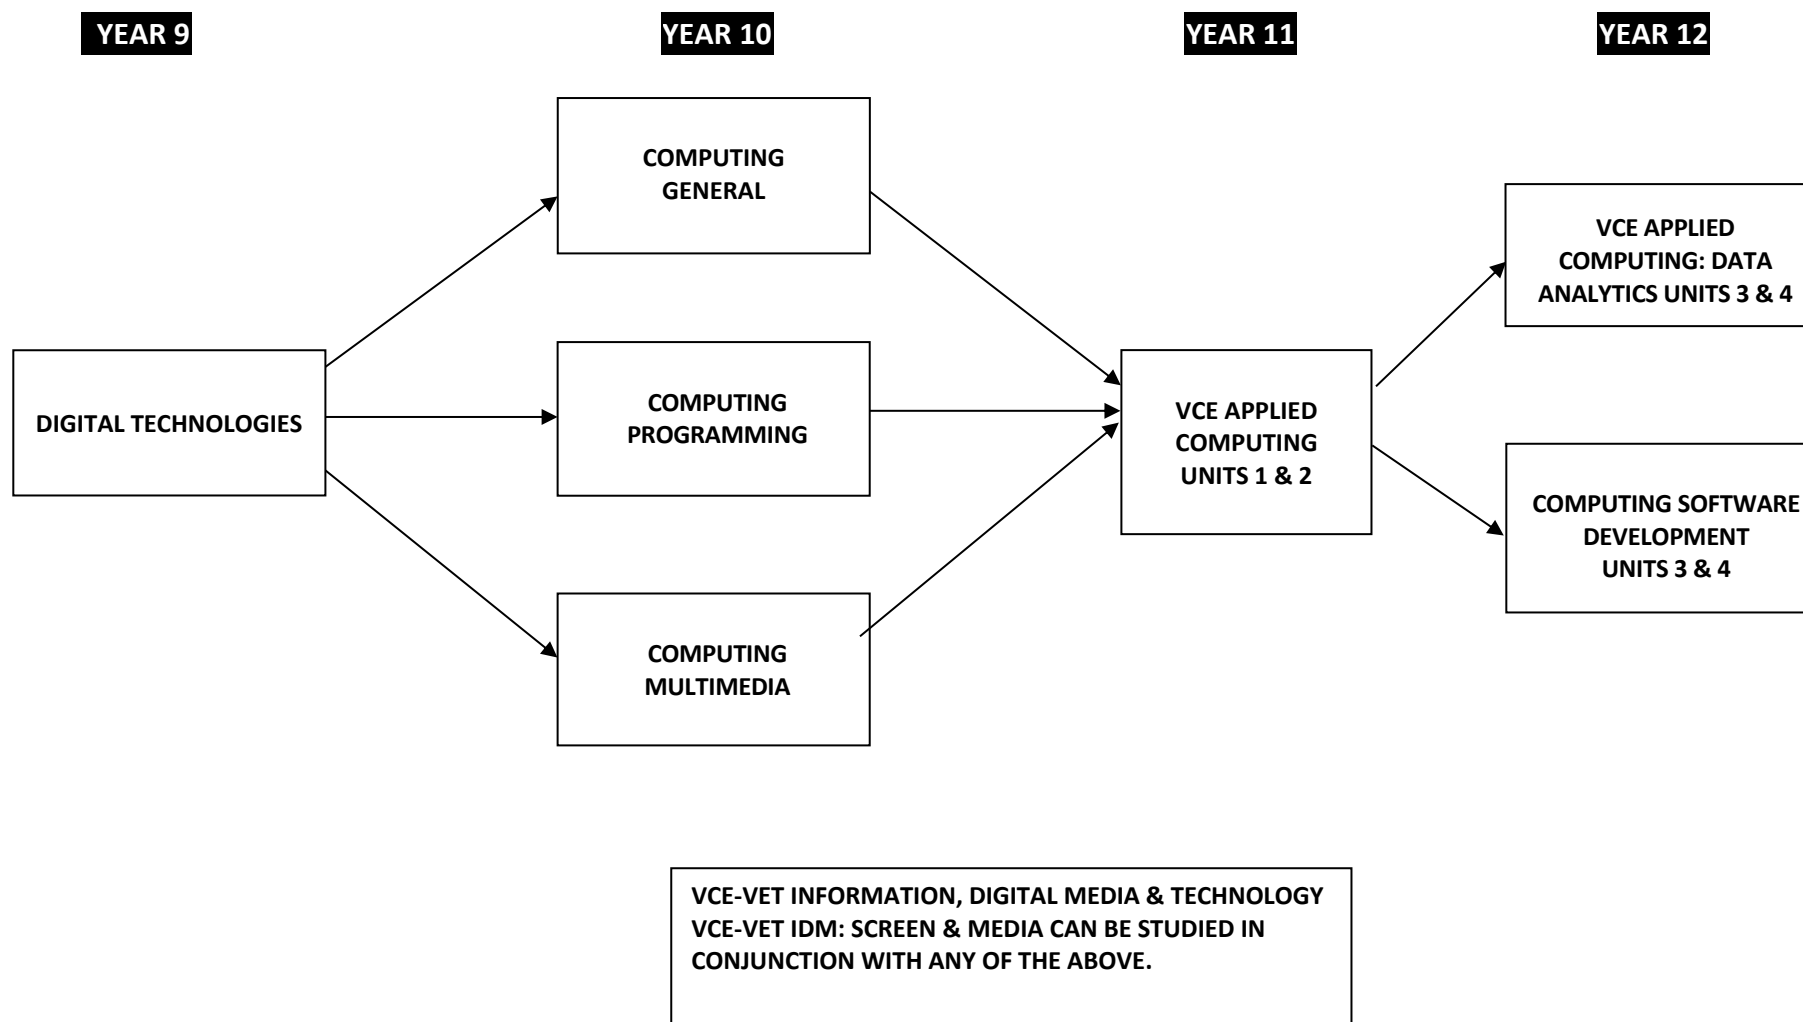 YEAR 9
YEAR 10
YEAR 11
YEAR 12
COMPUTING
GENERAL
VCE APPLIED
COMPUTING: DATA
ANALYTICS UNITS 3 & 4
DIGITAL TECHNOLOGIES
COMPUTING
PROGRAMMING
VCE APPLIED
COMPUTING
UNITS 1 & 2
COMPUTING SOFTWARE
DEVELOPMENT
UNITS 3 & 4
COMPUTING
MULTIMEDIA
VCE-VET INFORMATION, DIGITAL MEDIA & TECHNOLOGY
VCE-VET IDM: SCREEN & MEDIA CAN BE STUDIED IN
CONJUNCTION WITH ANY OF THE ABOVE.